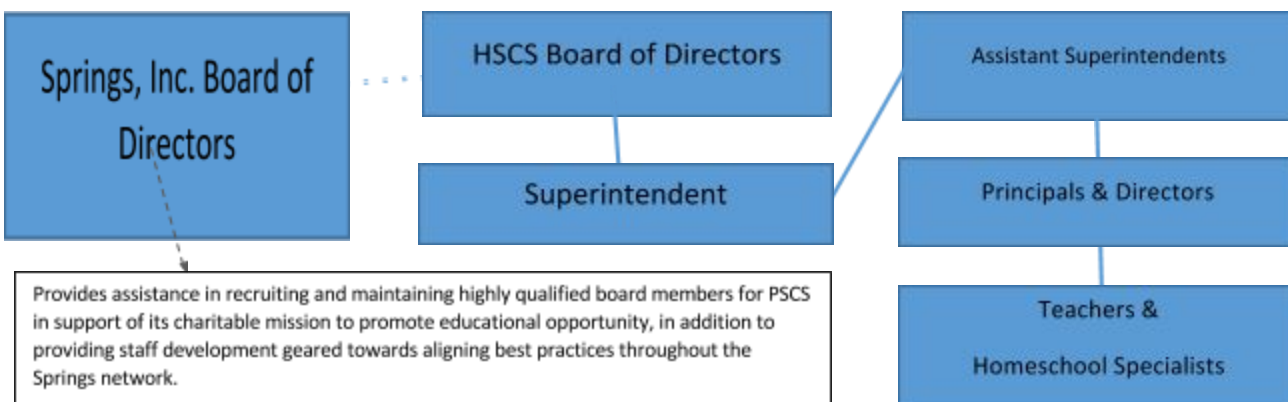 Springs, Inc. Board of
Directors
HSCS Board of Directors
Superintendent
Assistant Superintendents
Principals & Directors
Teachers &
Homeschool Specialists
Provides assistance in recruiting and maintaining highly qualified board members for PSCS
in support of its charitable mission to promote educational opportunity, in addition to
providing staff development geared towards aligning best practices throughout the
Springs network.